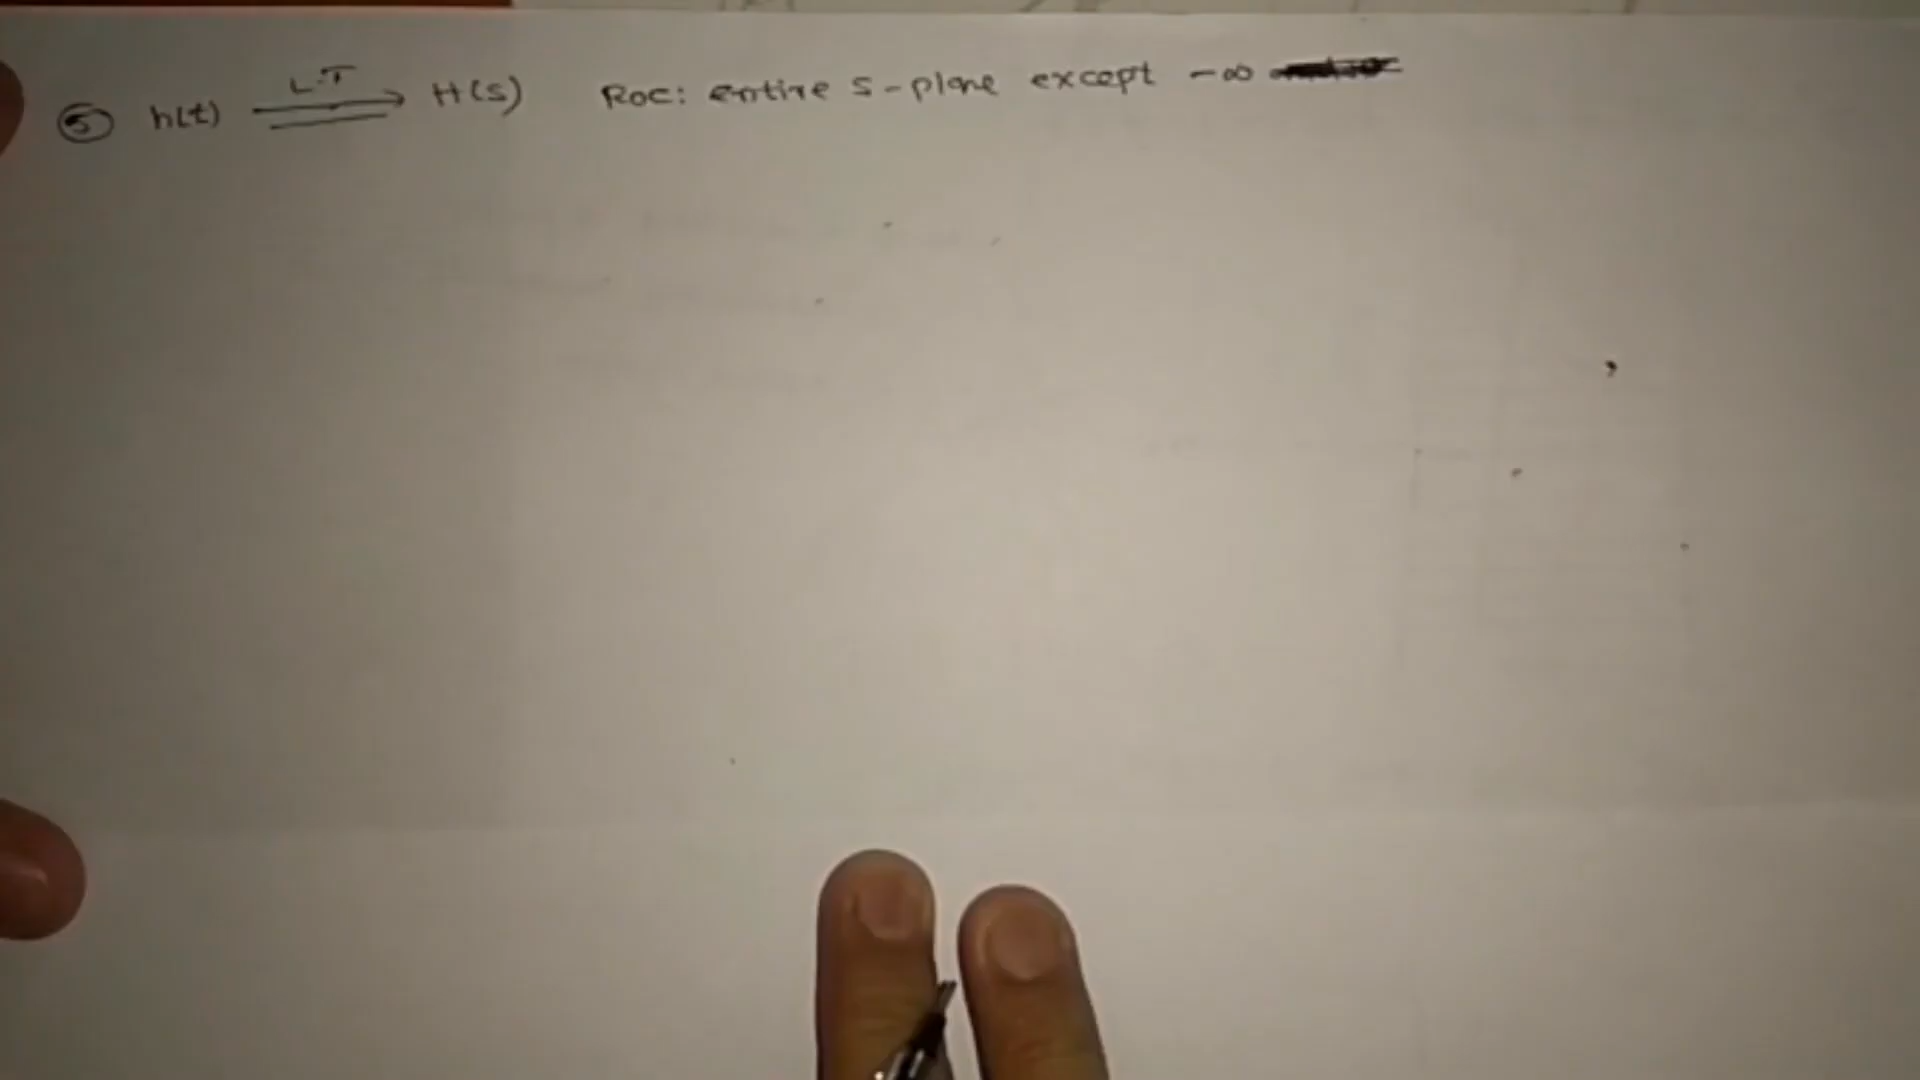 ⑤ h(t) L.T → H(s) ROC: entire s-plane except -∞